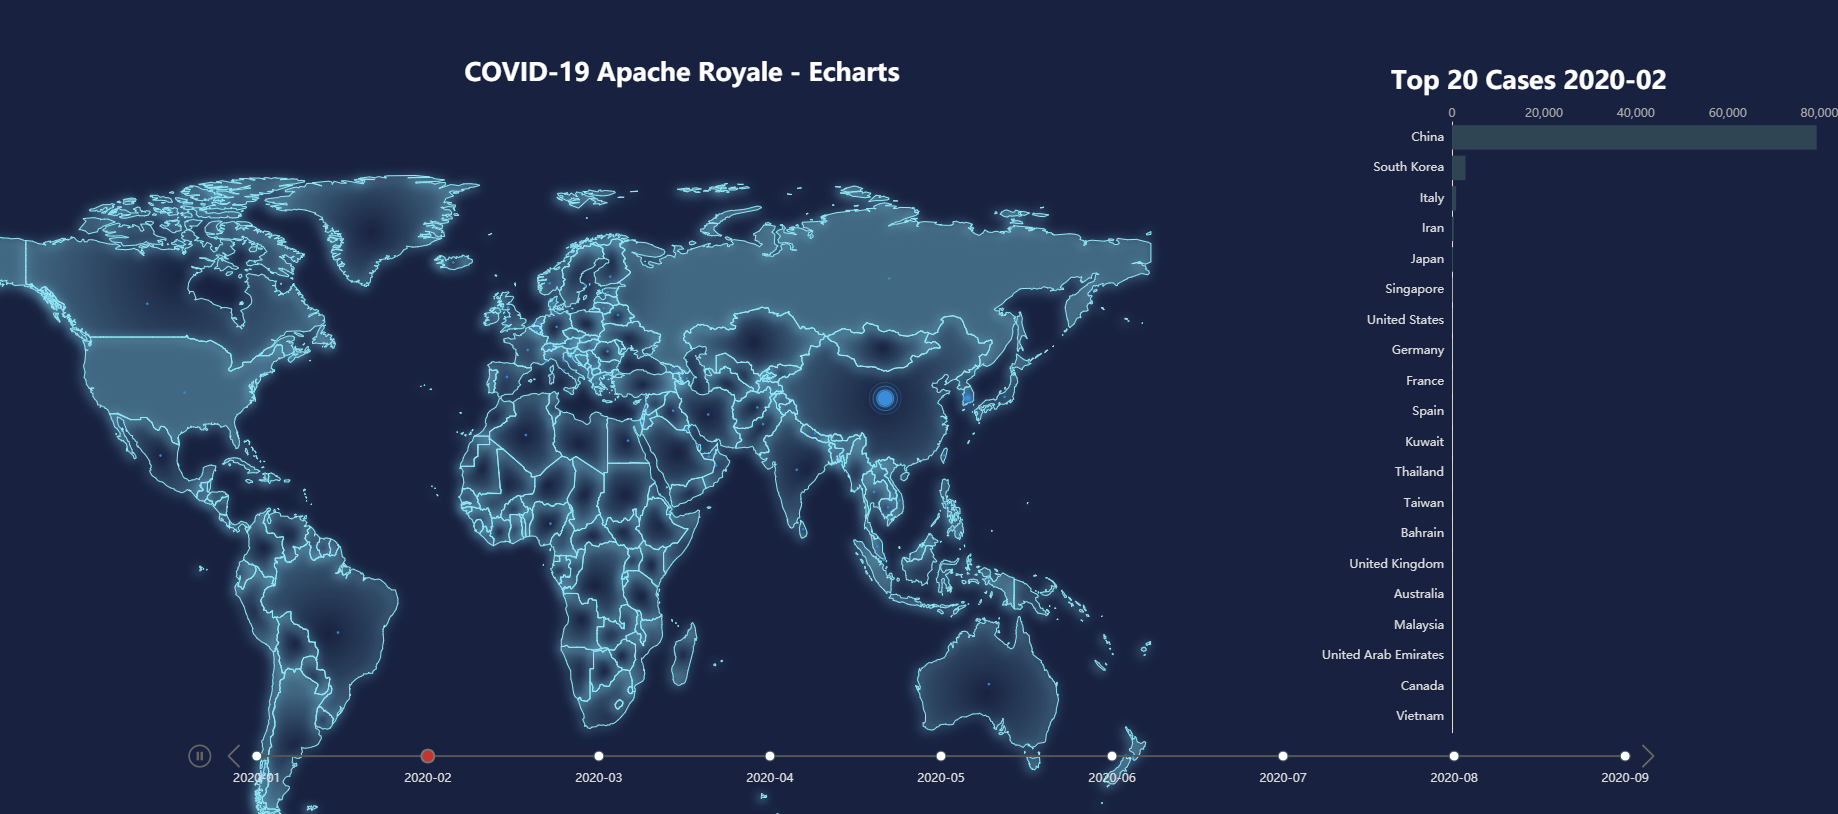 COVID-19 Apache Royale - Echarts
Top 20 Cases 2020-02
0 20,000 40,000 60,000 80,000
China
South Korea
Italy
Iran
Japan
Singapore
United States
Germany
France
Spain
Kuwait
Thailand
Taiwan
Bahrain
United Kingdom
Australia
Malaysia
United Arab Emirates
Canada
Vietnam
2020-01 2020-02 2020-03 2020-04 2020-05 2020-06 2020-07 2020-08 2020-09